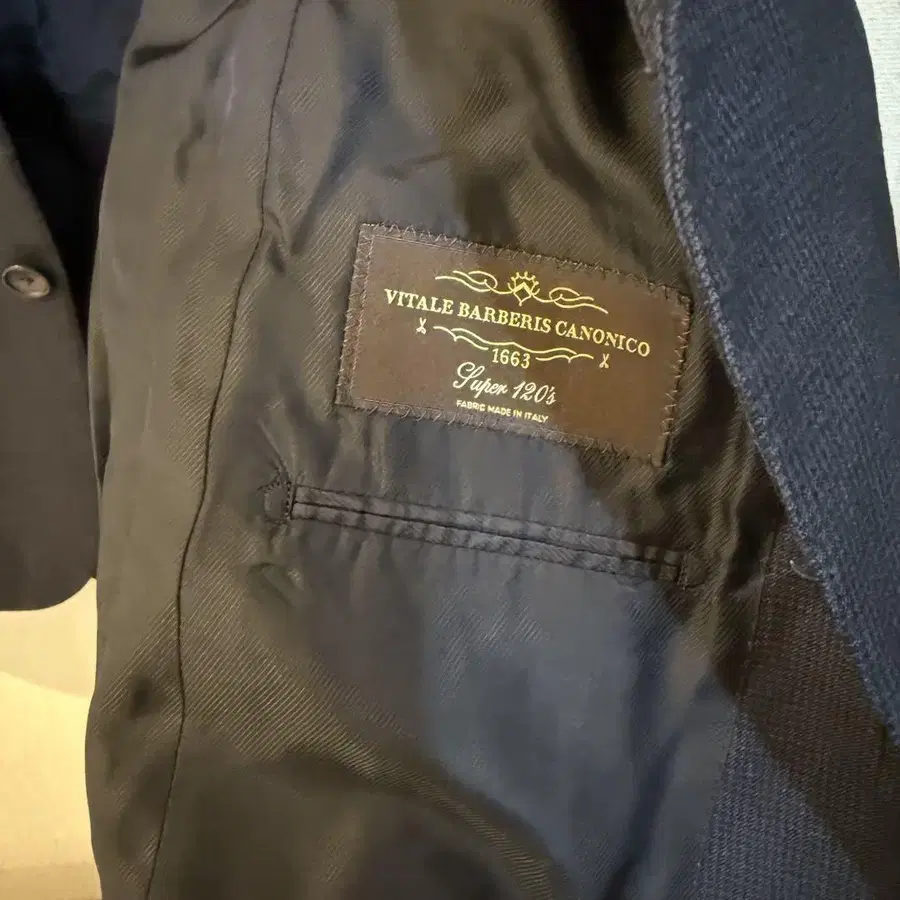 VITALE BARBERIS CANONICO
1663
Super 120's
FABRIC MADE IN ITALY